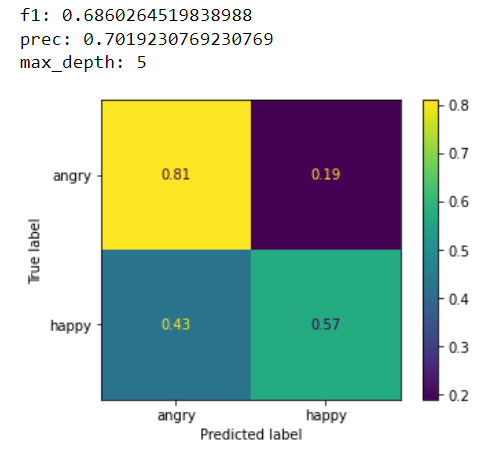 f1: 0.6860264519838988
prec: 0.7019230769230769
max_depth: 5
0.8
0.7
0.6
0.5
0.4
0.3
0.2
True label
angry
0.81 0.19
happy
0.43 0.57
angry happy
Predicted label